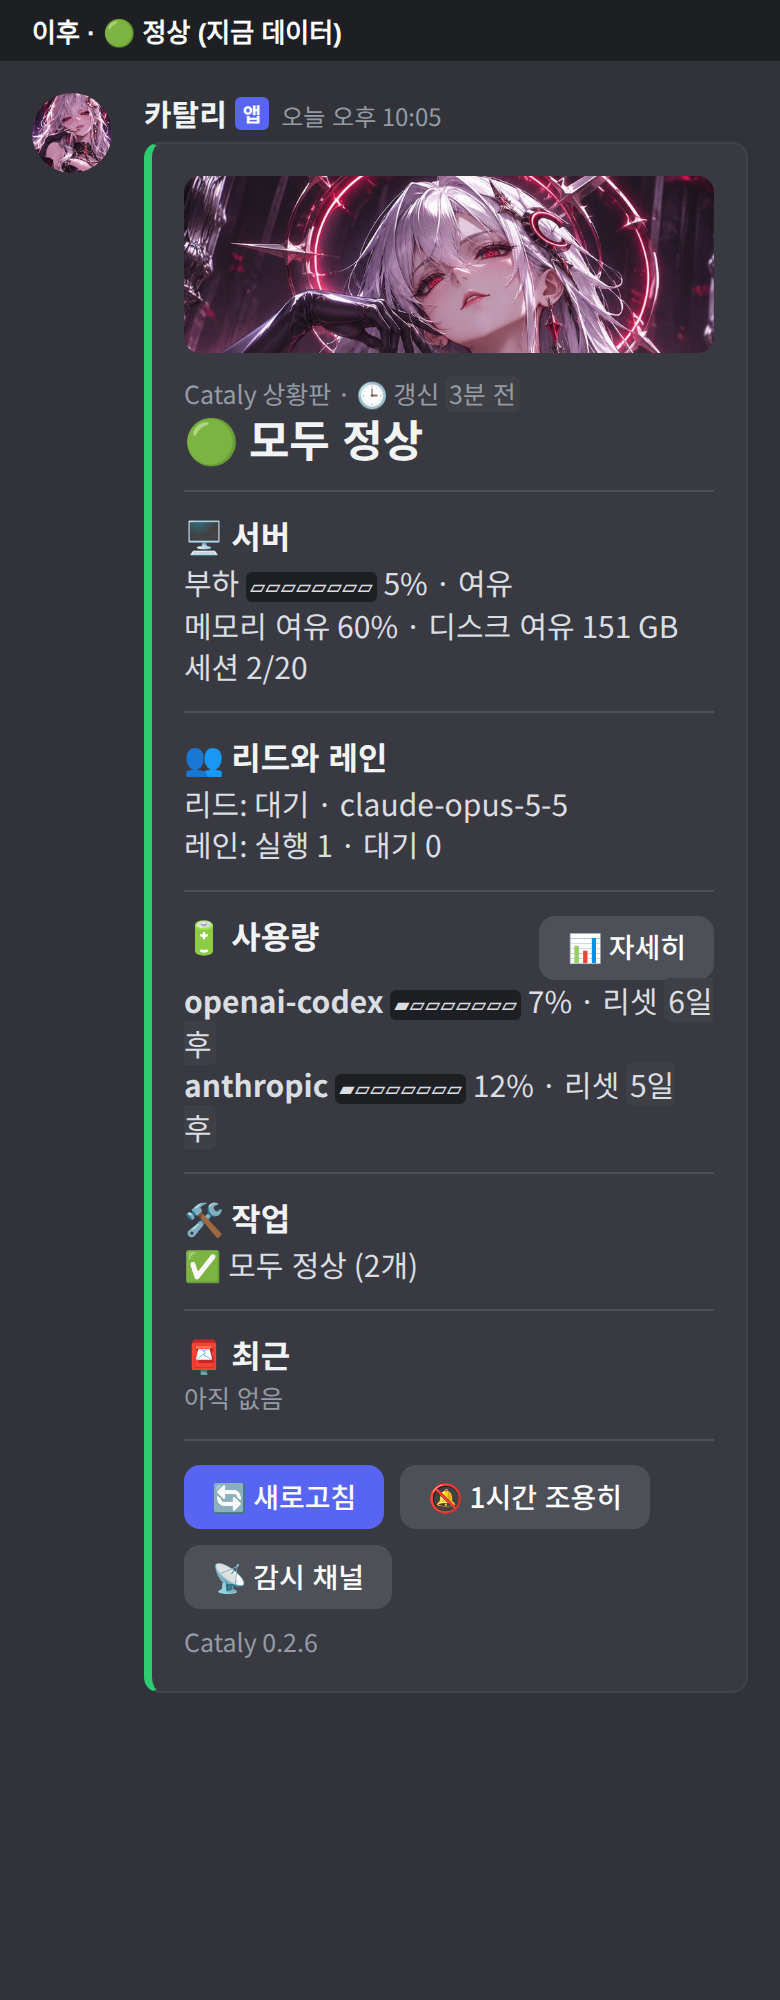 이후 · 🟢 정상 (지금 데이터)
카탈리 앱 오늘 오후 10:05
Cataly 상황판 · 🕒 갱신 3분 전
🟢 모두 정상
🖥️ 서버
부하 ▱▱▱▱▱▱▱▱ 5% · 여유
메모리 여유 60% · 디스크 여유 151 GB
세션 2/20
👥 리드와 레인
리드: 대기 · claude-opus-5-5
레인: 실행 1 · 대기 0
🔋 사용량
📊 자세히
openai-codex ▰▱▱▱▱▱▱▱ 7% · 리셋 6일
후
anthropic ▰▱▱▱▱▱▱▱ 12% · 리셋 5일
후
🛠️ 작업
✅ 모두 정상 (2개)
📮 최근
아직 없음
🔄 새로고침 🔕 1시간 조용히
📡 감시 채널
Cataly 0.2.6